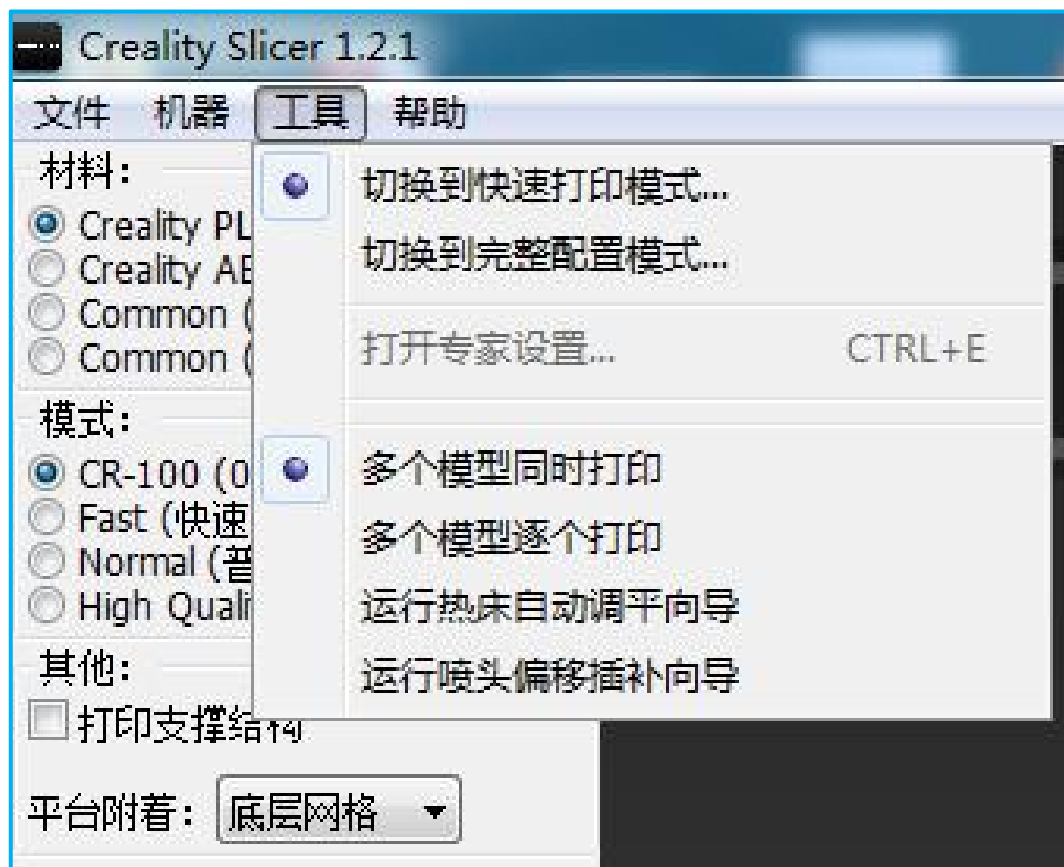 Creality Slicer 1.2.1
文件 机器 工具 帮助
材料:
Creality PL
Creality AE
Common (
Common (
模式:
CR-100 (0
Fast (快速
Normal (普
High Quali
其他:
打印支撑结构
平台附着: 底层网格
切换到快速打印模式...
切换到完整配置模式...
打开专家设置... CTRL+E
多个模型同时打印
多个模型逐个打印
运行热床自动调平向导
运行喷头偏移插补向导